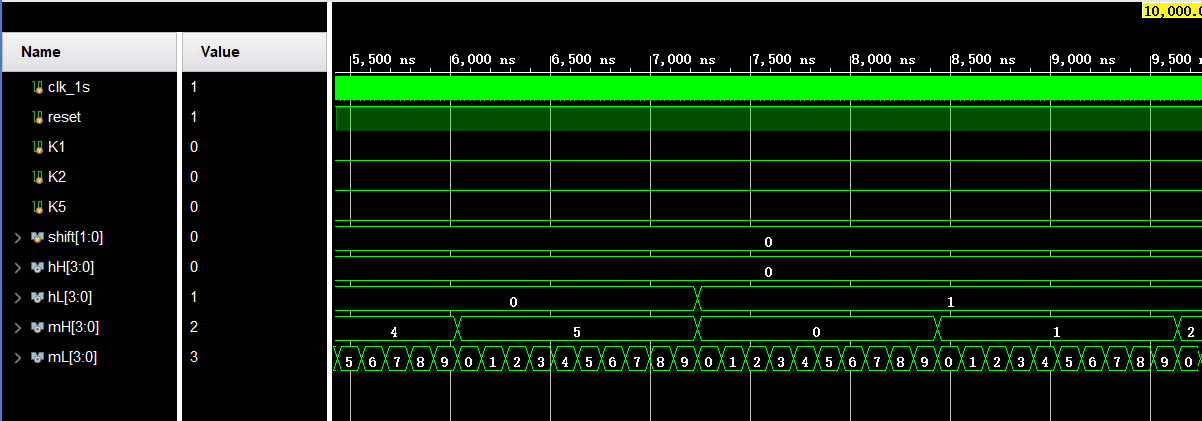 10,000.0
Name Value
5,500 ns 6,000 ns 6,500 ns 7,000 ns 7,500 ns 8,000 ns 8,500 ns 9,000 ns 9,500 n
clk_1s 1
reset 1
K1 0
K2 0
K5 0
shift[1:0] 0 0
hH[3:0] 0 0
hL[3:0] 1 0 1
mH[3:0] 2 4 5 0 1 2
mL[3:0] 3 5 6 7 8 9 0 1 2 3 4 5 6 7 8 9 0 1 2 3 4 5 6 7 8 9 0 1 2 3 4 5 6 7 8 9 0